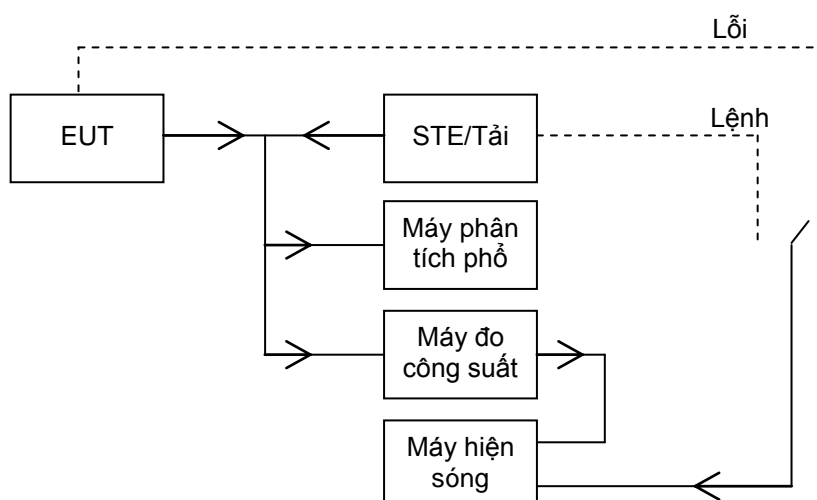 Lỗi
EUT
STE/Tải
Lệnh
Máy phân
tích phổ
Máy đo
công suất
Máy hiện
sóng